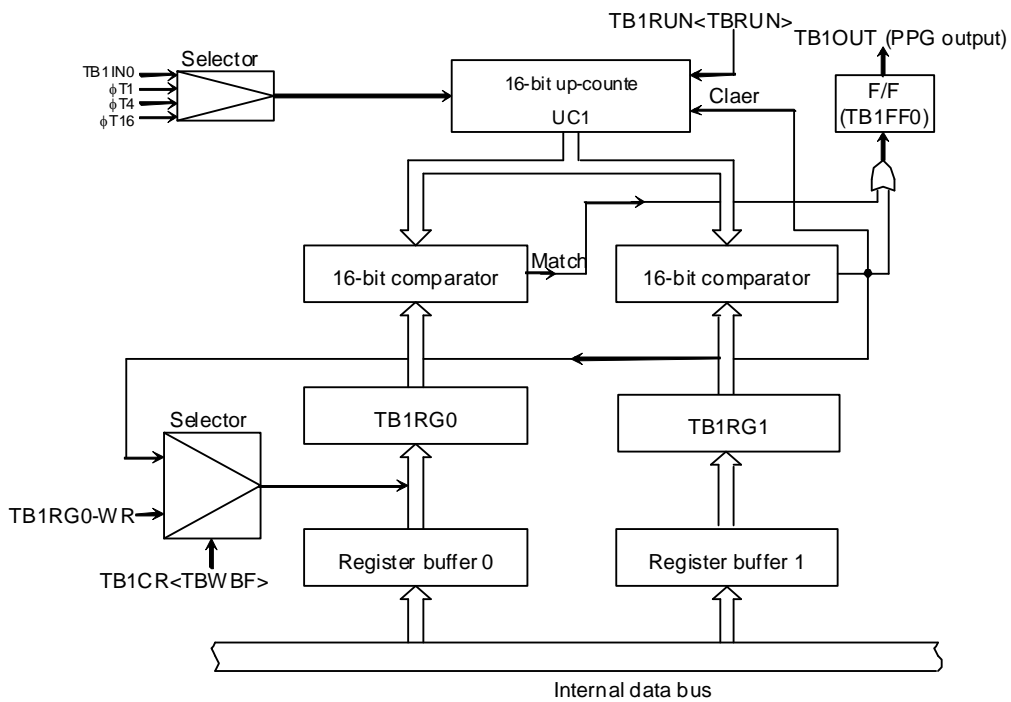 TB1RUN<TBRUN>
TB1OUT (PPG output)
Selector
TB1IN0
ϕT1
ϕT4
ϕT16
16-bit up-counte
UC1
Claer
F/F
(TB1FF0)
16-bit comparator
Match
16-bit comparator
TB1RG0
TB1RG1
Selector
TB1RG0-WR
TB1CR<TBWBF>
Register buffer 0
Register buffer 1
Internal data bus